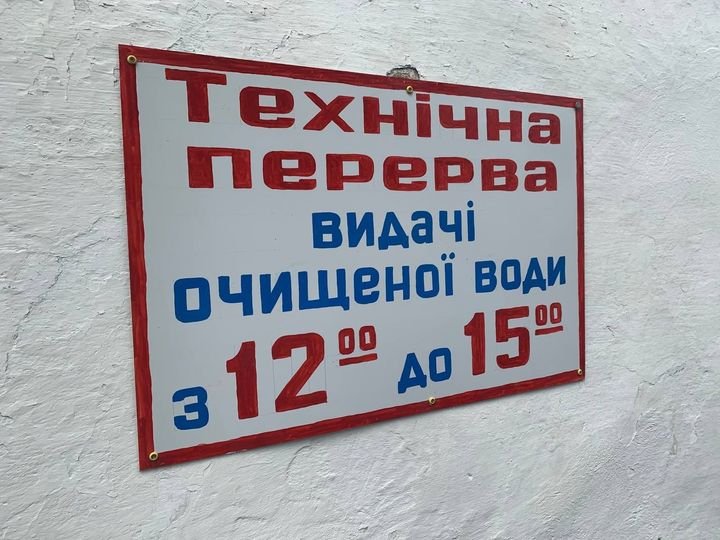 Технічна
перерва
видачі
очищеної води
з 12⁰⁰ до 15⁰⁰